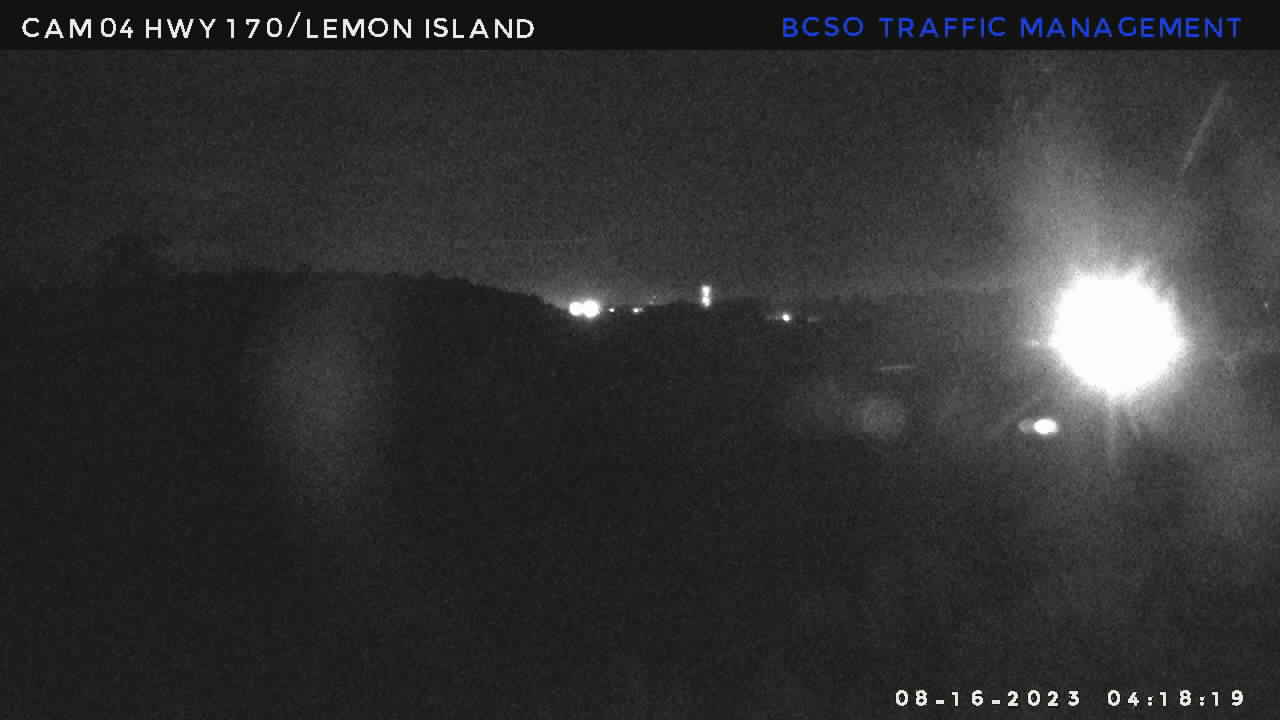 CAM04 HWY 170/LEMON ISLAND
BCSO TRAFFIC MANAGEMENT
08-16-2023 04:18:19